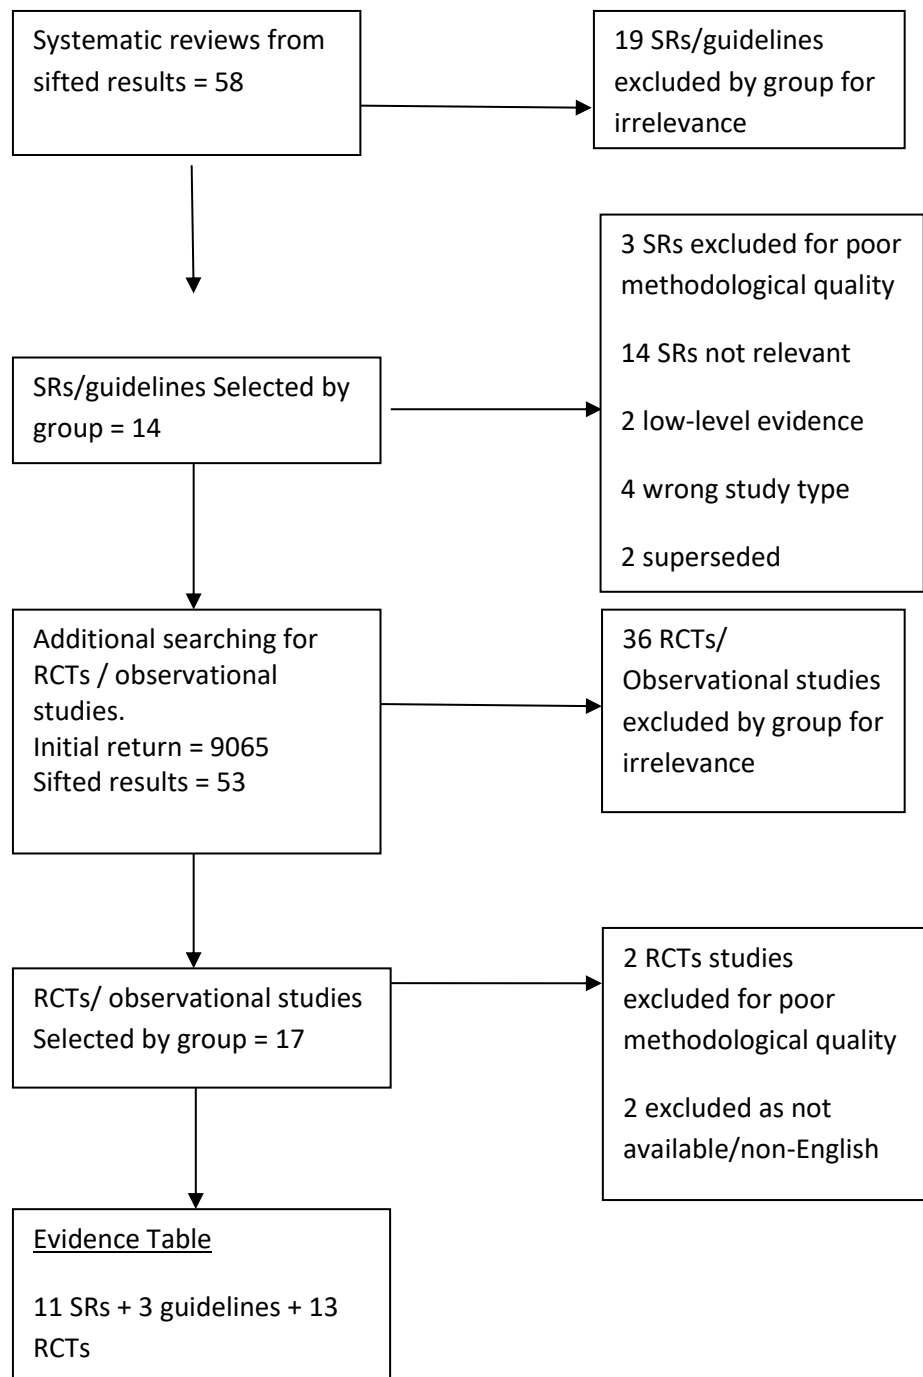 Systematic reviews from
sifted results = 58
19 SRs/guidelines
excluded by group for
irrelevance
3 SRs excluded for poor
methodological quality
14 SRs not relevant
2 low-level evidence
4 wrong study type
2 superseded
SRs/guidelines Selected by
group = 14
Additional searching for
RCTs / observational
studies.
Initial return = 9065
Sifted results = 53
36 RCTs/
Observational studies
excluded by group for
irrelevance
RCTs/ observational studies
Selected by group = 17
2 RCTs studies
excluded for poor
methodological quality
2 excluded as not
available/non-English
Evidence Table
11 SRs + 3 guidelines + 13
RCTs